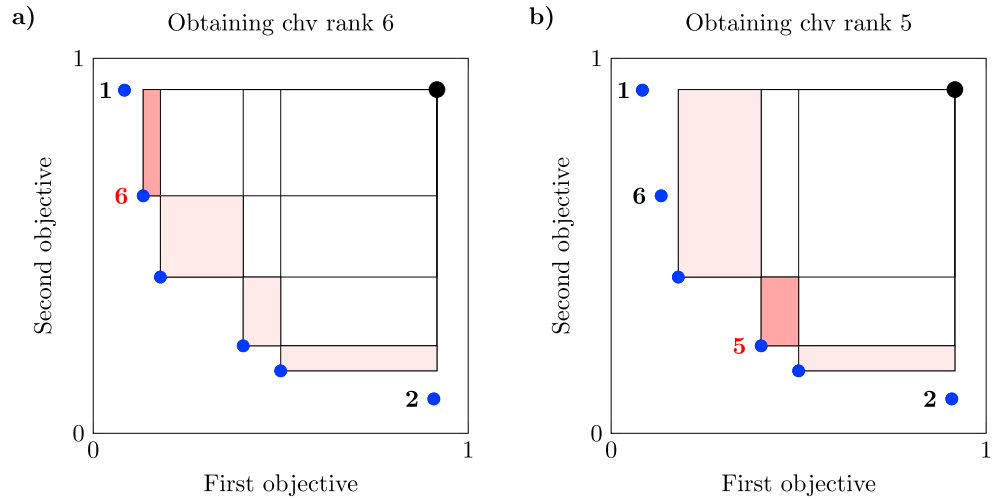 a)
Obtaining chv rank 6
1
1
6
2
0
0
1
Second objective
First objective
b)
Obtaining chv rank 5
1
1
6
5
2
0
0
1
Second objective
First objective